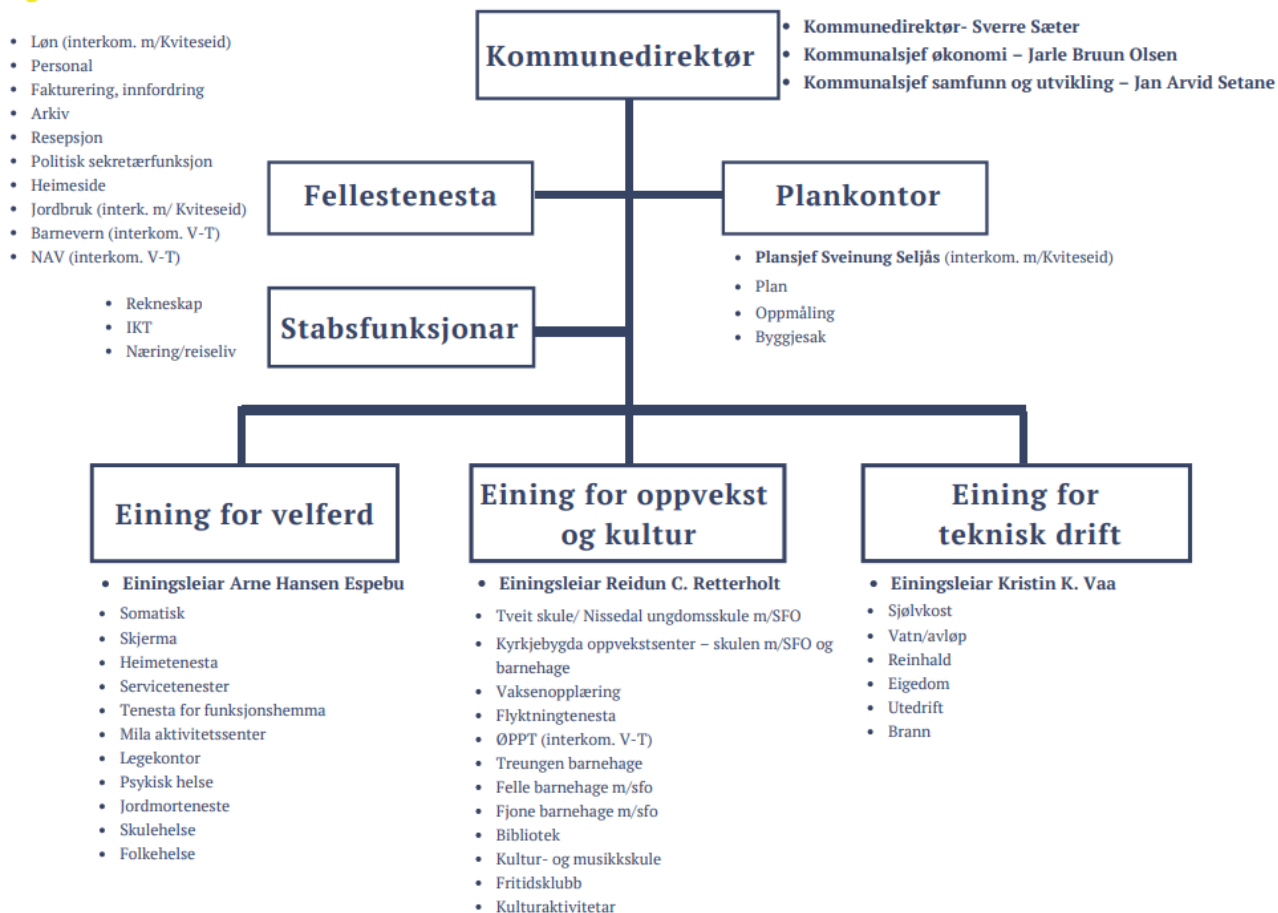 Kommunedirektør
• Kommunedirektør- Sverre Sæter
• Kommunalsjef økonomi – Jarle Bruun Olsen
• Kommunalsjef samfunn og utvikling – Jan Arvid Setane
• Løn (interkom. m/Kviteseid)
• Personal
• Fakturering, innfordring
• Arkiv
• Resepsjon
• Politisk sekretærfunksjon
• Heimeside
• Jordbruk (interk. m/ Kviteseid)
• Barnevern (interkom. V-T)
• NAV (interkom. V-T)
Fellestenesta
Plankontor
• Plansjef Sveinung Seljås (interkom. m/Kviteseid)
• Plan
• Oppmåling
• Byggjesak
• Rekneskap
• IKT
• Næring/reiseliv
Stabsfunksjonar
Eining for velferd
• Einingsleiar Arne Hansen Espebu
• Somatisk
• Skjerma
• Heimetenesta
• Servicetenester
• Tenesta for funksjonshemma
• Mila aktivitetssenter
• Legekontor
• Psykisk helse
• Jordmorteneste
• Skulehelse
• Folkehelse
Eining for oppvekst
og kultur
• Einingsleiar Reidun C. Retterholt
• Tveit skule/ Nissedal ungdomsskule m/SFO
• Kyrkjebygda oppvekstsenter – skulen m/SFO og
barnehage
• Vaksenopplæring
• Flyktningtenesta
• ØPPT (interkom. V-T)
• Treungen barnehage
• Felle barnehage m/sfo
• Fjone barnehage m/sfo
• Bibliotek
• Kultur- og musikkskule
• Fritidsklubb
• Kulturaktivitetar
Eining for
teknisk drift
• Einingsleiar Kristin K. Vaa
• Sjølvkost
• Vatn/avløp
• Reinhald
• Eigedom
• Utedrift
• Brann